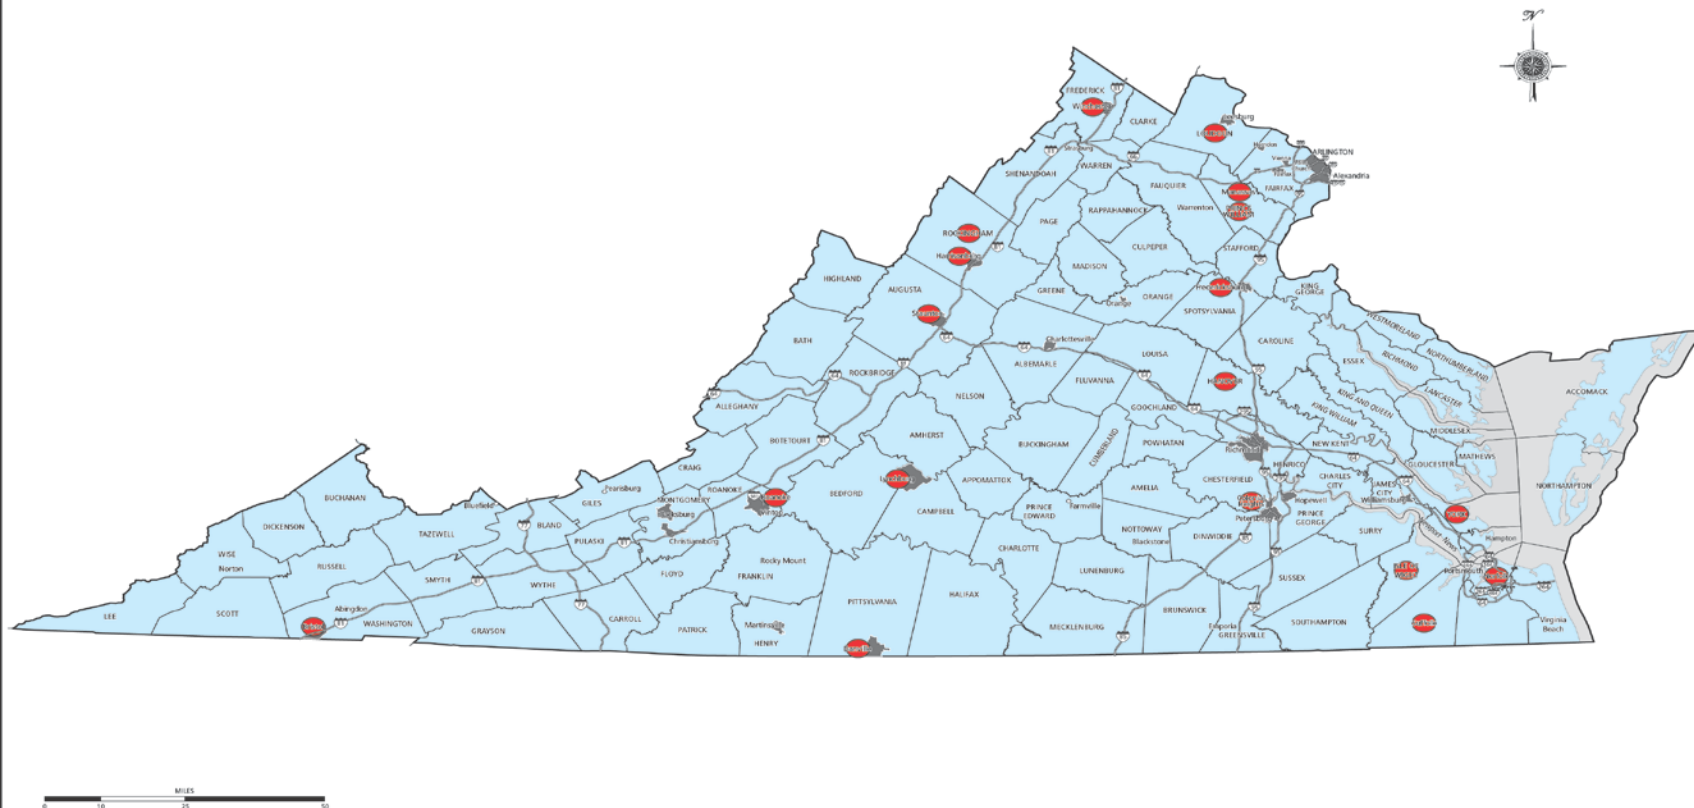 N
FREDERICK
CLARKE
LOUDOUN
ARLINGTON
Alexandria
WARREN
SHENANDOAH
FAUQUIER
FAIRFAX
Warrenton
RAPPAHANNOCK
PAGE
ROCKINGHAM
CULPEPER
STAFFORD
MADISON
HIGHLAND
AUGUSTA
GREENE
ORANGE
Orange
KING
GEORGE
SPOTSYLVANIA
WESTMORELAND
BATH
Charlottesville
CAROLINE
ALBEMARLE
LOUISA
ESSEX
RICHMOND
NORTHUMBERLAND
ROCKBRIDGE
FLUVANNA
HANOVER
ACCOMACK
NELSON
LANCASTER
ALLEGHANY
GOOCHLAND
KING AND QUEEN
KING WILLIAM
AMHERST
BOTETOURT
BUCKINGHAM
CUMBERLAND
POWHATAN
NEW KENT
MIDDLESEX
Richmond
MATHEWS
CRAIG
HENRICO
GLOUCESTER
APPOMATTOX
CHESTERFIELD
CHARLES
CITY
JAMES
CITY
NORTHAMPTON
Pearisburg
GILES
MONTGOMERY
ROANOKE
BEDFORD
AMELIA
Williamsburg
BUCHANAN
Bluefield
Hopewell
PRINCE
EDWARD
Farmville
CAMPBELL
PRINCE
GEORGE
Petersburg
DICKENSON
TAZEWELL
BLAND
NOTTOWAY
Blackstone
DINWIDDIE
SURRY
Hampton
PULASKI
Christiansburg
CHARLOTTE
WISE
Norton
RUSSELL
Rocky Mount
FRANKLIN
FLOYD
LUNENBURG
SUSSEX
Portsmouth
SMYTH
WYTHE
PITTSYLVANIA
HALIFAX
LEE
SCOTT
Abingdon
WASHINGTON
GRAYSON
CARROLL
PATRICK
Martinsville
HENRY
MECKLENBURG
BRUNSWICK
Emporia
GREENSVILLE
SOUTHAMPTON
Virginia
Beach
MILES
0 10 25 50